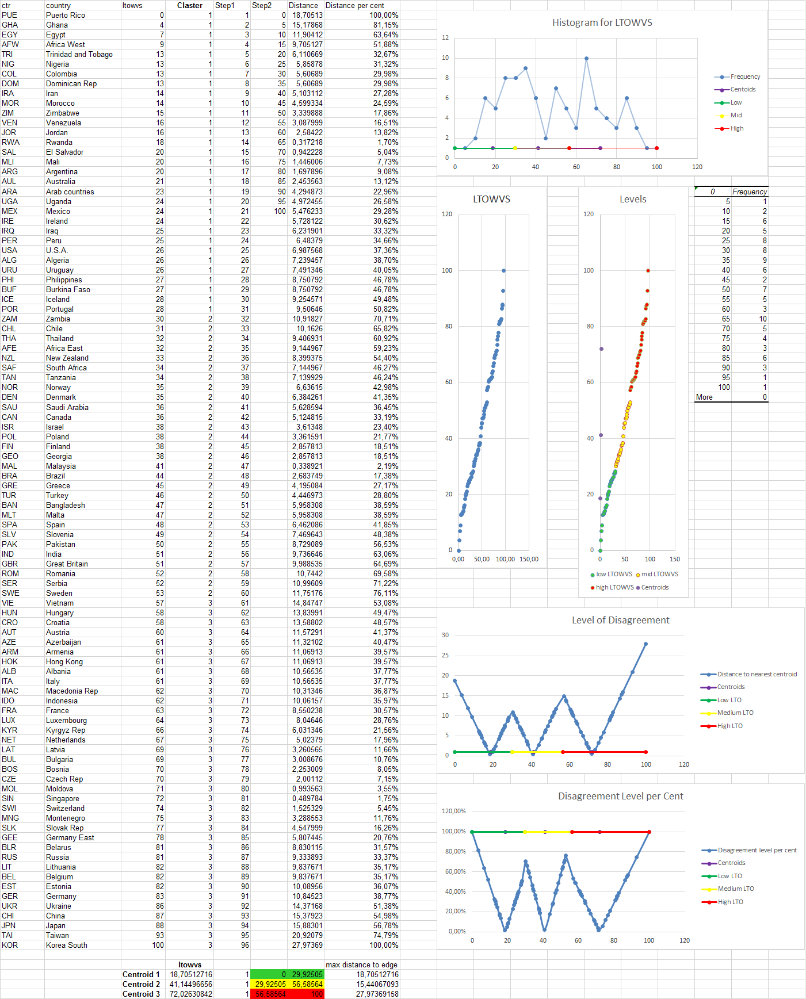 ctr country ltowvs Claster Step1 Step2 Distance Distance per cent
PUE Puerto Rico 0 1 1 0 18,70513 100,00%
GHA Ghana 4 1 2 5 15,17868 81,15%
EGY Egypt 7 1 3 10 11,90412 63,64%
AFW Africa West 9 1 4 15 9,705127 51,88%
TRI Trinidad and Tobago 13 1 5 20 6,110669 32,67%
NIG Nigeria 13 1 6 25 5,85878 31,32%
COL Colombia 13 1 7 30 5,60689 29,98%
DOM Dominican Rep 13 1 8 35 5,60689 29,98%
IRA Iran 14 1 9 40 5,103112 27,28%
MOR Morocco 14 1 10 45 4,599334 24,59%
ZIM Zimbabwe 15 1 11 50 3,339888 17,86%
VEN Venezuela 16 1 12 55 3,087999 16,51%
JOR Jordan 16 1 13 60 2,58422 13,82%
RWA Rwanda 18 1 14 65 0,317218 1,70%
SAL El Salvador 20 1 15 70 0,942228 5,04%
MLI Mali 20 1 16 75 1,446006 7,73%
ARG Argentina 20 1 17 80 1,697896 9,08%
AUL Australia 21 1 18 85 2,453563 13,12%
ARA Arab countries 23 1 19 90 4,294873 22,96%
UGA Uganda 24 1 20 95 4,972455 26,58%
MEX Mexico 24 1 21 100 5,476233 29,28%
IRE Ireland 24 1 22 5,728122 30,62%
IRQ Iraq 25 1 23 6,231901 33,32%
PER Peru 25 1 24 6,48379 34,66%
USA U.S.A. 26 1 25 6,987568 37,36%
ALG Algeria 26 1 26 7,239457 38,70%
URU Uruguay 26 1 27 7,491346 40,05%
PHI Philippines 27 1 28 8,750792 46,78%
BUF Burkina Faso 27 1 29 8,750792 46,78%
ICE Iceland 28 1 30 9,254571 49,48%
POR Portugal 28 1 31 9,50646 50,82%
ZAM Zambia 30 2 32 10,91827 70,71%
CHL Chile 31 2 33 10,1626 65,82%
THA Thailand 32 2 34 9,406931 60,92%
AFE Africa East 32 2 35 9,144967 59,23%
NZL New Zealand 33 2 36 8,399375 54,40%
SAF South Africa 34 2 37 7,144967 46,27%
TAN Tanzania 34 2 38 7,139929 46,24%
NOR Norway 35 2 39 6,63615 42,98%
DEN Denmark 35 2 40 6,384261 41,35%
SAU Saudi Arabia 36 2 41 5,628594 36,45%
CAN Canada 36 2 42 5,124815 33,19%
ISR Israel 38 2 43 3,61348 23,40%
POL Poland 38 2 44 3,361591 21,77%
FIN Finland 38 2 45 2,857813 18,51%
GEO Georgia 38 2 46 2,857813 18,51%
MAL Malaysia 41 2 47 0,338921 2,19%
BRA Brazil 44 2 48 2,683749 17,38%
GRE Greece 45 2 49 4,195084 27,17%
TUR Turkey 46 2 50 4,446973 28,80%
BAN Bangladesh 47 2 51 5,958308 38,59%
MLT Malta 47 2 52 5,958308 38,59%
SPA Spain 48 2 53 6,462086 41,85%
SLV Slovenia 49 2 54 7,469643 48,38%
PAK Pakistan 50 2 55 8,729089 56,53%
IND India 51 2 56 9,736646 63,06%
GBR Great Britain 51 2 57 9,988535 64,69%
ROM Romania 52 2 58 10,7442 69,58%
SER Serbia 52 2 59 10,99609 71,22%
SWE Sweden 53 2 60 11,75176 76,11%
VIE Vietnam 57 3 61 14,84747 53,08%
HUN Hungary 58 3 62 13,83991 49,47%
CRO Croatia 58 3 63 13,58802 48,57%
AUT Austria 60 3 64 11,57291 41,37%
AZE Azerbaijan 61 3 65 11,32102 40,47%
ARM Armenia 61 3 66 11,06913 39,57%
HOK Hong Kong 61 3 67 11,06913 39,57%
ALB Albania 61 3 68 10,56535 37,77%
ITA Italy 61 3 69 10,56535 37,77%
MAC Macedonia Rep 62 3 70 10,31346 36,87%
IDO Indonesia 62 3 71 10,06157 35,97%
FRA France 63 3 72 8,550238 30,57%
LUX Luxembourg 64 3 73 8,04646 28,76%
KYR Kyrgyz Rep 66 3 74 6,031346 21,56%
NET Netherlands 67 3 75 5,02379 17,96%
LAT Latvia 69 3 76 3,260565 11,66%
BUL Bulgaria 69 3 77 3,008676 10,76%
BOS Bosnia 70 3 78 2,253009 8,05%
CZE Czech Rep 70 3 79 2,00112 7,15%
MOL Moldova 71 3 80 0,993563 3,55%
SIN Singapore 72 3 81 0,489784 1,75%
SWI Switzerland 74 3 82 1,525329 5,45%
MNG Montenegro 75 3 83 3,288553 11,76%
SLK Slovak Rep 77 3 84 4,547999 16,26%
GEE Germany East 78 3 85 5,807445 20,76%
BLR Belarus 81 3 86 8,830115 31,57%
RUS Russia 81 3 87 9,333893 33,37%
LIT Lithuania 82 3 88 9,837671 35,17%
BEL Belgium 82 3 89 9,837671 35,17%
EST Estonia 82 3 90 10,08956 36,07%
GER Germany 83 3 91 10,84523 38,77%
UKR Ukraine 86 3 92 14,37168 51,38%
CHI China 87 3 93 15,37923 54,98%
JPN Japan 88 3 94 15,88301 56,78%
TAI Taiwan 93 3 95 20,92079 74,79%
KOR Korea South 100 3 96 27,97369 100,00%
ltowvs max distance to edge
Centroid 1 18,70512716 1 0 29,92505 18,70512716
Centroid 2 41,14496656 1 29,92505 56,58564 15,44067093
Centroid 3 72,02630842 1 56,58564 100 27,97369158
Histogram for LTOWVS
12
10
8
6
4
2
0
0 20 40 60 80 100 120
Frequency
Centoids
Low
Mid
High
LTOWVS
120
100
80
60
40
20
0
0,00 50,00 100,00 150,00
Levels
120
100
80
60
40
20
0
0 50 100 150
low LTOWVS mid LTOWVS
high LTOWVS Centroids
0 Frequency
5 1
10 2
15 6
20 5
25 8
30 8
35 9
40 6
45 2
50 7
55 5
60 3
65 10
70 5
75 4
80 3
85 6
90 3
95 1
100 1
More 0
Level of Disagreement
30
25
20
15
10
5
0
0 20 40 60 80 100 120
Distance to nearest centroid
Centroids
Low LTO
Medium LTO
High LTO
Disagreement Level per Cent
120,00%
100,00%
80,00%
60,00%
40,00%
20,00%
0,00%
0 20 40 60 80 100 120
Disagreement level per cent
Centroids
Low LTO
Medium LTO
High LTO